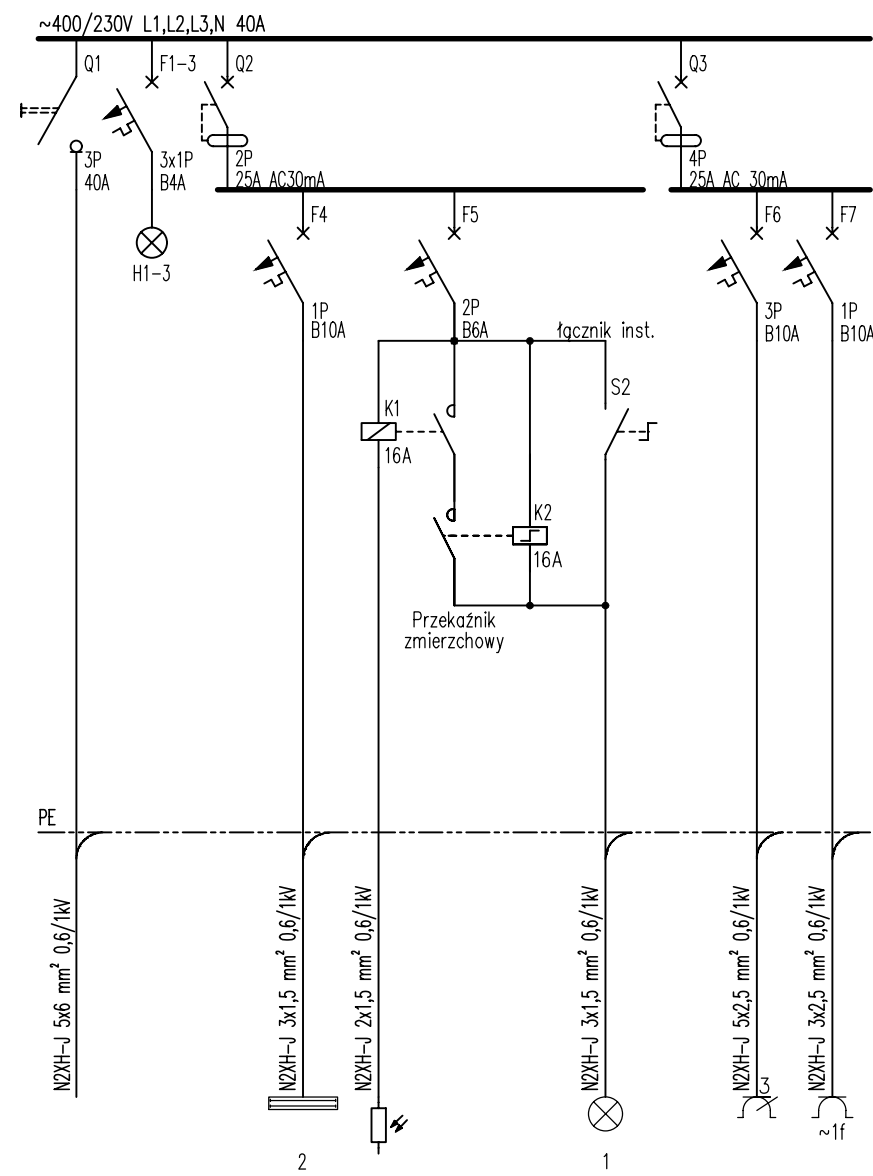 ~400/230V L1,L2,L3,N 40A
Q1
F1-3
Q2
Q3
3P
40A
3x1P
B4A
2P
25A AC30mA
4P
25A AC 30mA
H1-3
F4
F5
F6
F7
1P
B10A
2P
B6A
3P
B10A
1P
B10A
łącznik inst.
S2
K1
16A
K2
16A
Przekaźnik
zmierzchowy
PE
N2XH-J 5x6 mm² 0,6/1kV
N2XH-J 3x1,5 mm² 0,6/1kV
N2XH-J 2x1,5 mm² 0,6/1kV
N2XH-J 3x1,5 mm² 0,6/1kV
N2XH-J 5x2,5 mm² 0,6/1kV
N2XH-J 3x2,5 mm² 0,6/1kV
3
~1f
2
1